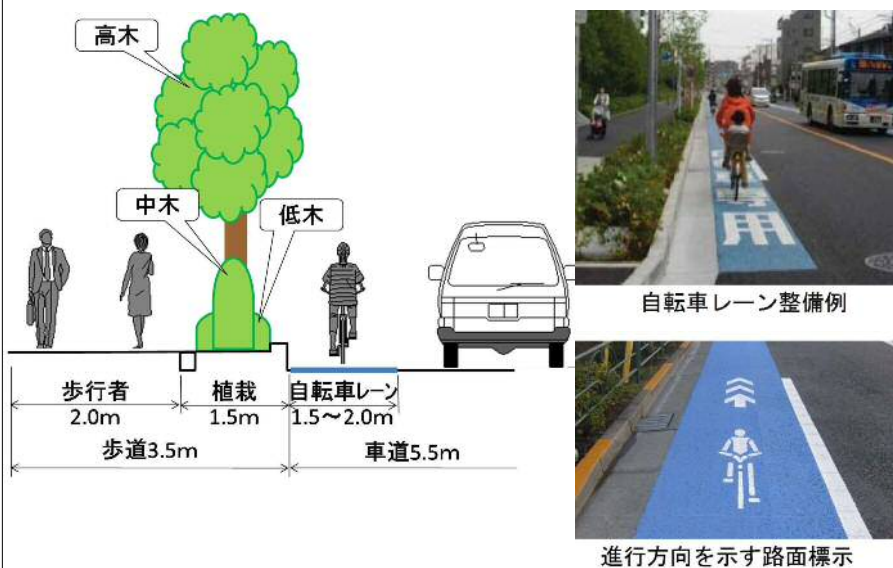 高木
中木
低木
歩行者
2.0m
植栽
1.5m
自転車レーン
1.5～2.0m
歩道3.5m
車道5.5m
用
自転車レーン整備例
進行方向を示す路面標示